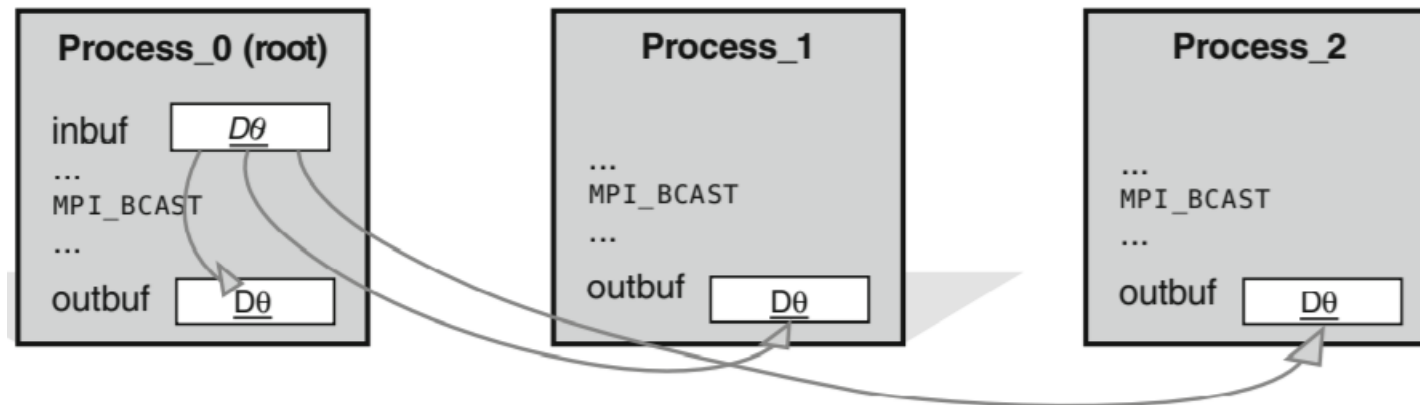 Process_0 (root)
inbuf Dθ
...
MPI_BCAST
...
outbuf Dθ
Process_1
...
MPI_BCAST
...
outbuf Dθ
Process_2
...
MPI_BCAST
...
outbuf Dθ